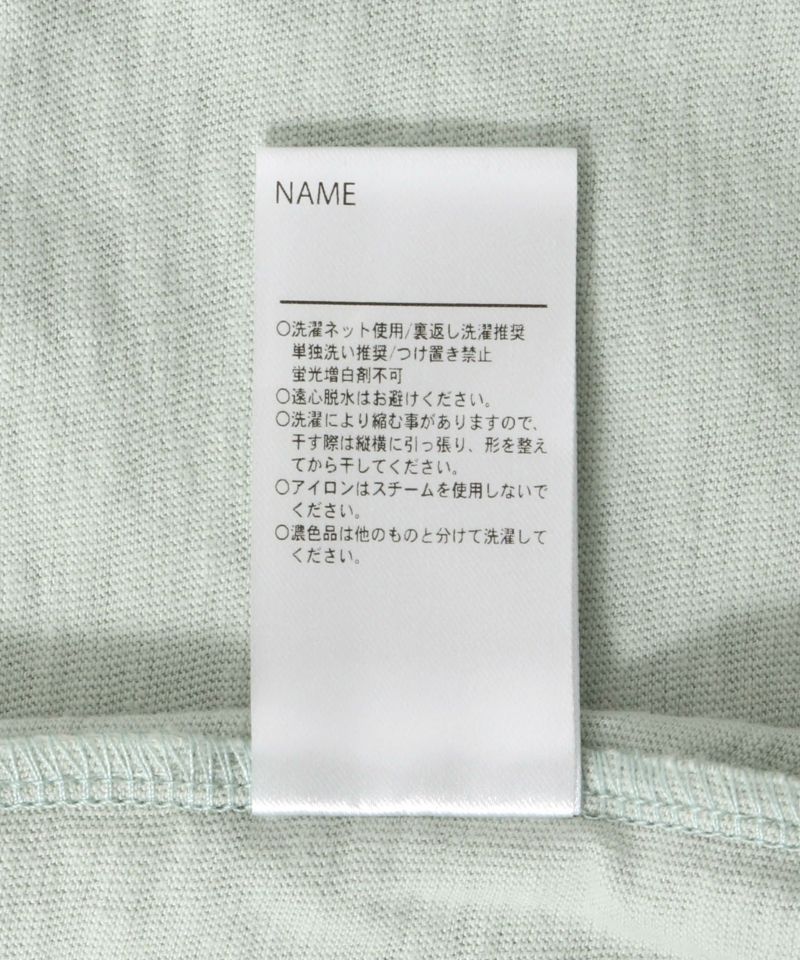 NAME
○洗濯ネット使用/裏返し洗濯推奨
単独洗い推奨/つけ置き禁止
蛍光増白剤不可
○遠心脱水はお避けください。
○洗濯により縮む事がありますので、
干す際は縦横に引っ張り、形を整え
てから干してください。
○アイロンはスチームを使用しないで
ください。
○濃色品は他のものと分けて洗濯して
ください。